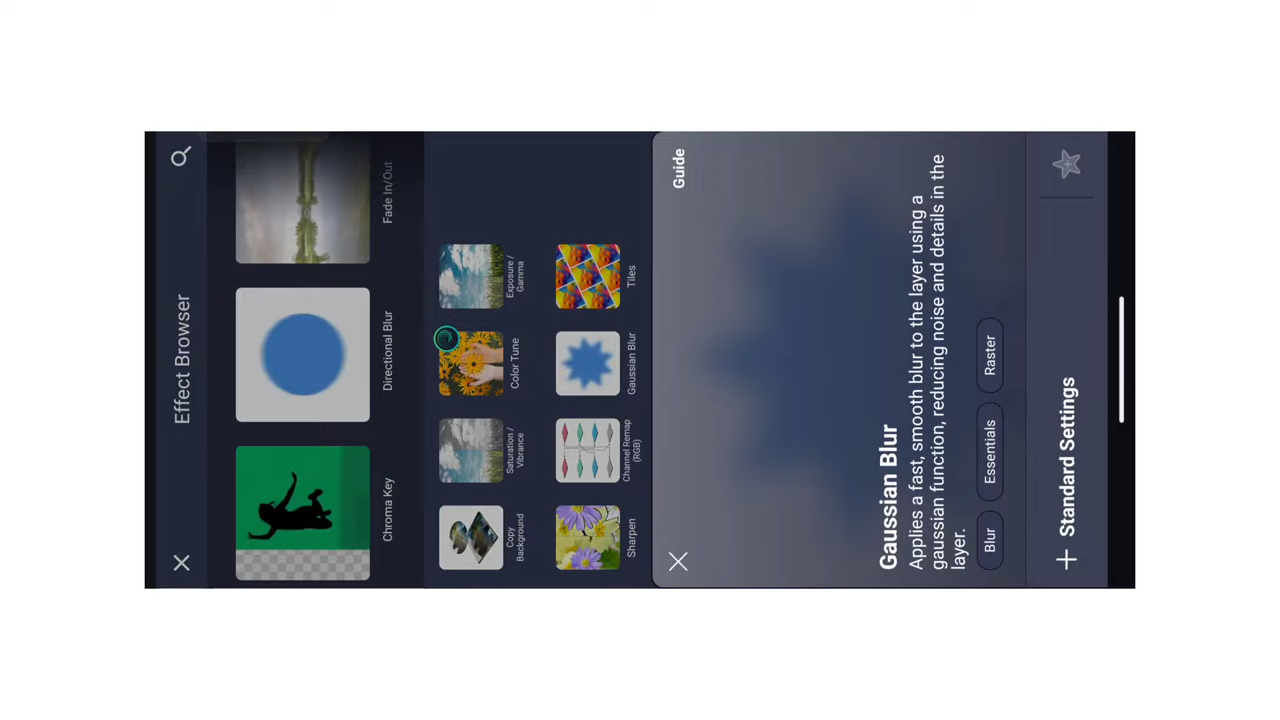 Effect Browser
Chroma Key
Directional Blur
Fade In/Out
Copy
Background
Saturation /
Vibrance
Color Tune
Exposure /
Gamma
Sharpen
Channel Remap
(RGB)
Gaussian Blur
Tiles
Guide
Gaussian Blur
Applies a fast, smooth blur to the layer using a
gaussian function, reducing noise and details in the
layer.
Blur
Essentials
Raster
Standard Settings